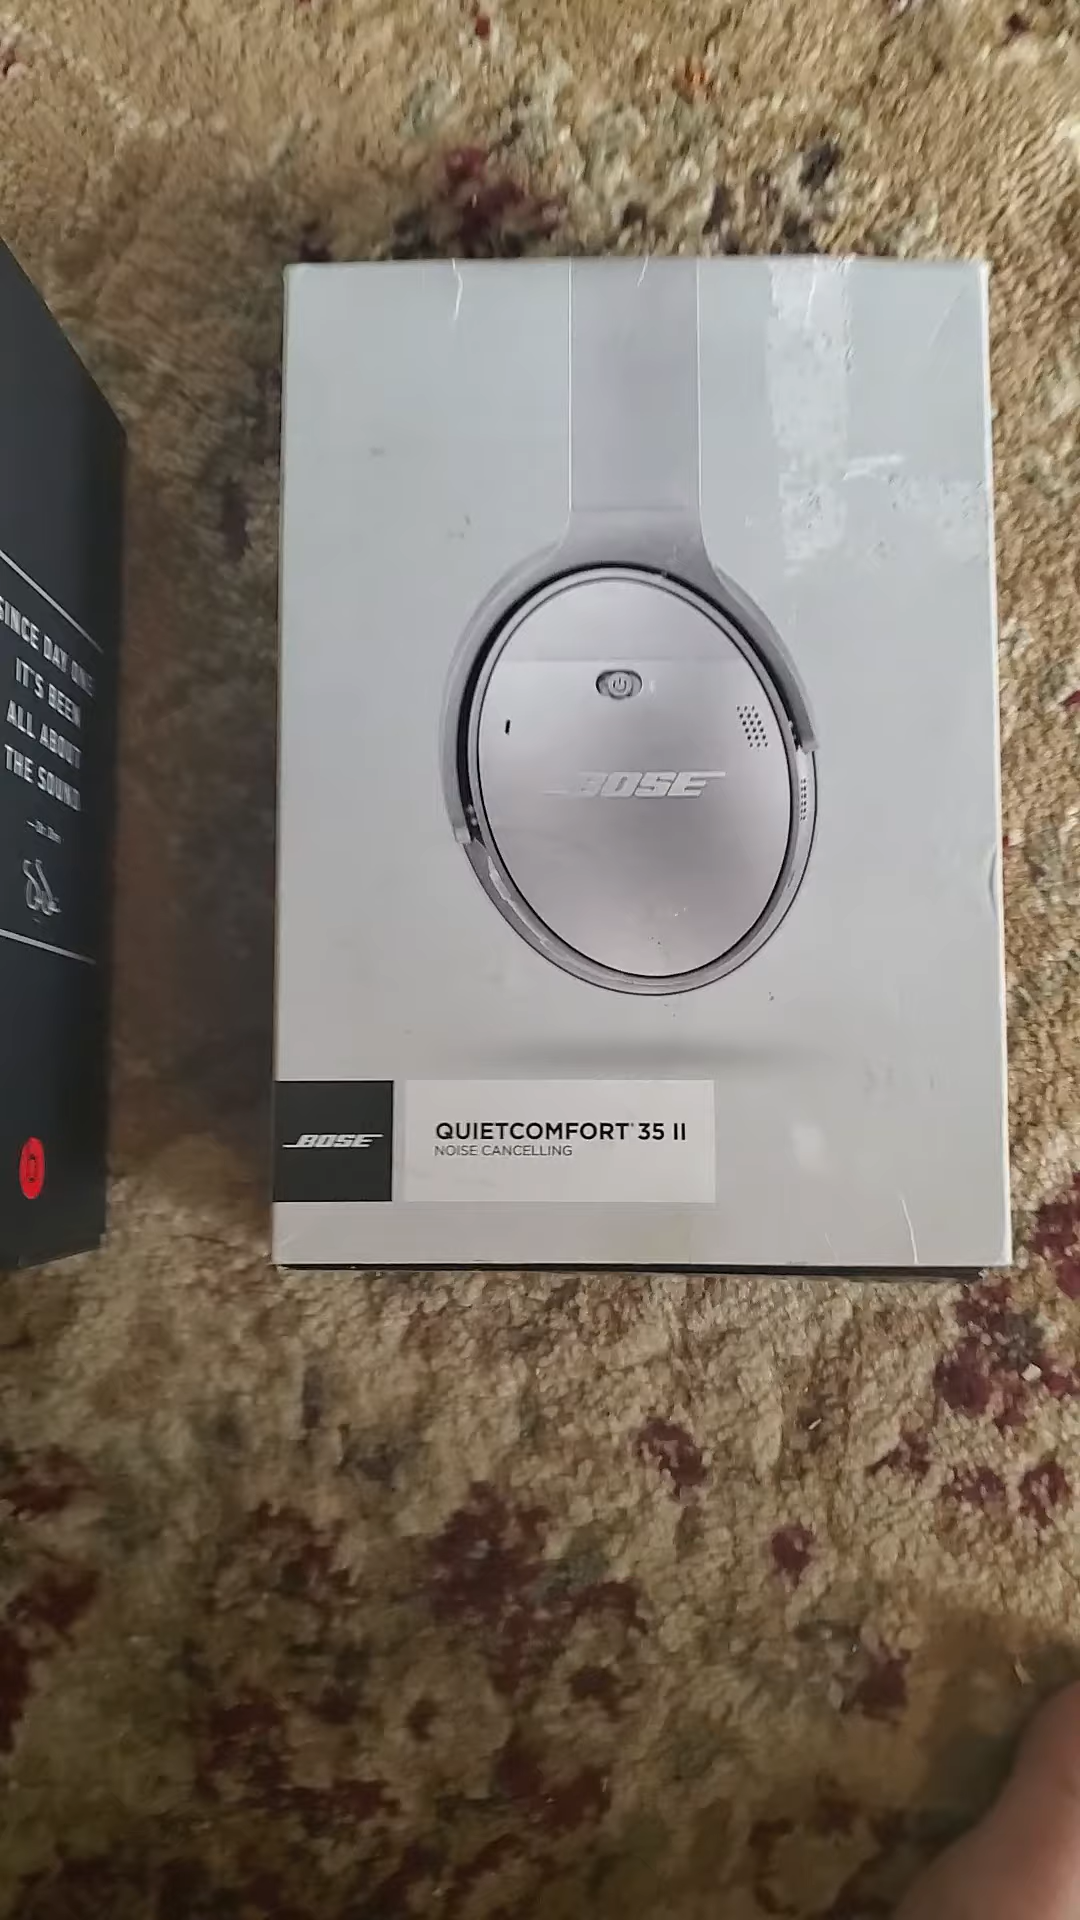 SINCE DAY ONE
IT'S BEEN
ALL ABOUT
THE SOUND
BOSE
BOSE
QUIETCOMFORT® 35 II
NOISE CANCELLING